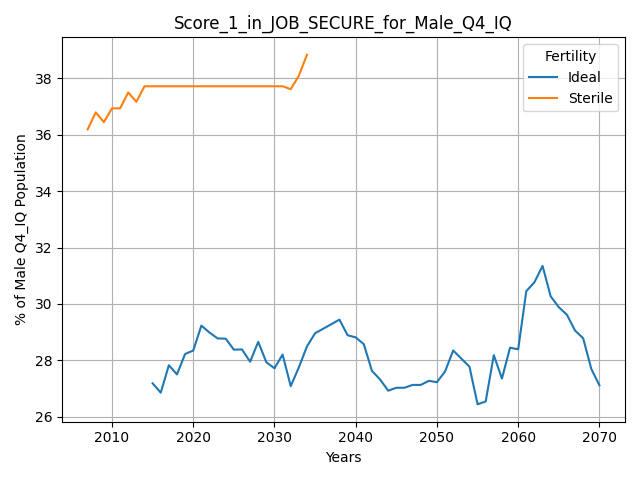 Score_1_in_JOB_SECURE_for_Male_Q4_IQ
Fertility
Ideal
Sterile
% of Male Q4_IQ Population
38
36
34
32
30
28
26
2010 2020 2030 2040 2050 2060 2070
Years